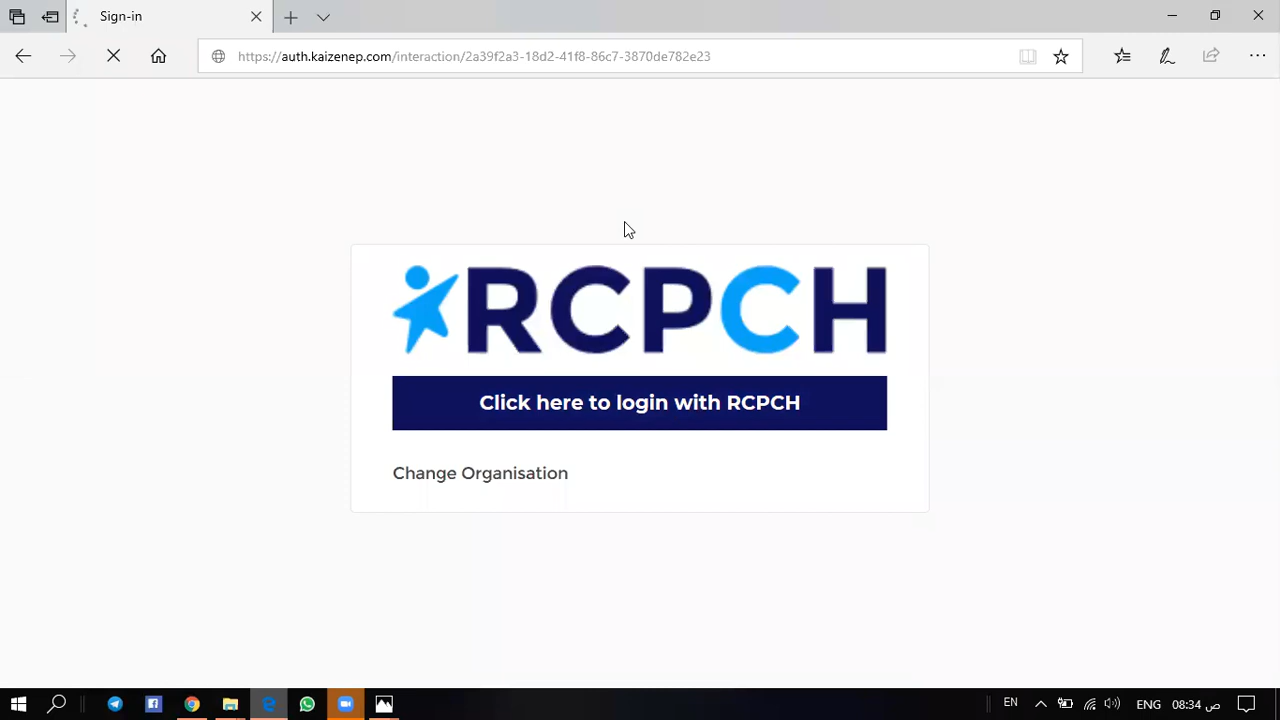 Sign-in
https://auth.kaizenep.com/interaction/2a39f2a3-18d2-41f8-86c7-3870de782e23
RCPCH
Click here to login with RCPCH
Change Organisation
EN
ENG
08:34 ص